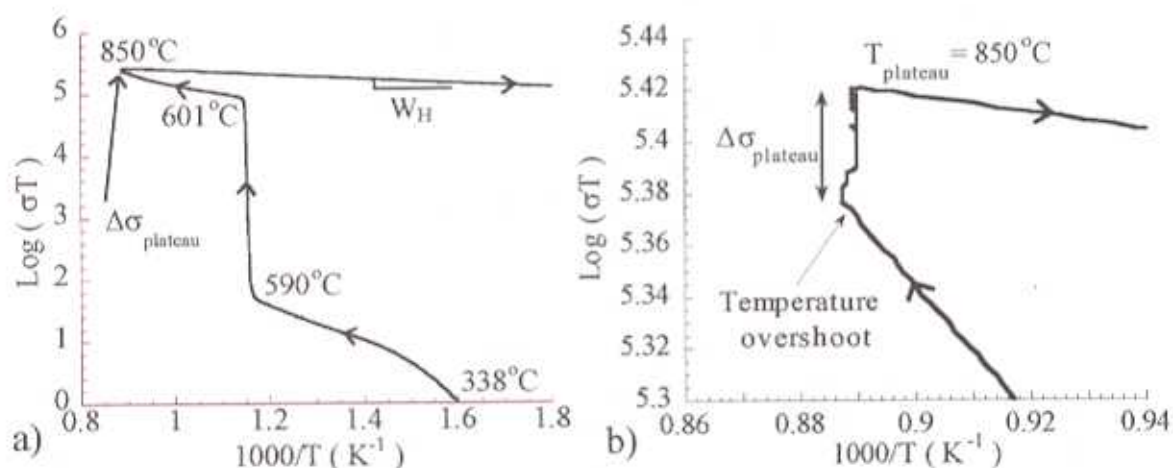 6
5
4
3
2
1
0
Log ( σT )
850°C
601°C
W_H
Δσ_plateau
590°C
338°C
1
1.2
1.4
1.6
1.8
0.8
1000/T ( K⁻¹ )
a)
5.44
5.42
5.4
5.38
5.36
5.34
5.32
5.3
Log ( σT )
T_plateau = 850°C
Δσ_plateau
Temperature
overshoot
0.86
0.88
0.9
0.92
0.94
1000/T ( K⁻¹ )
b)